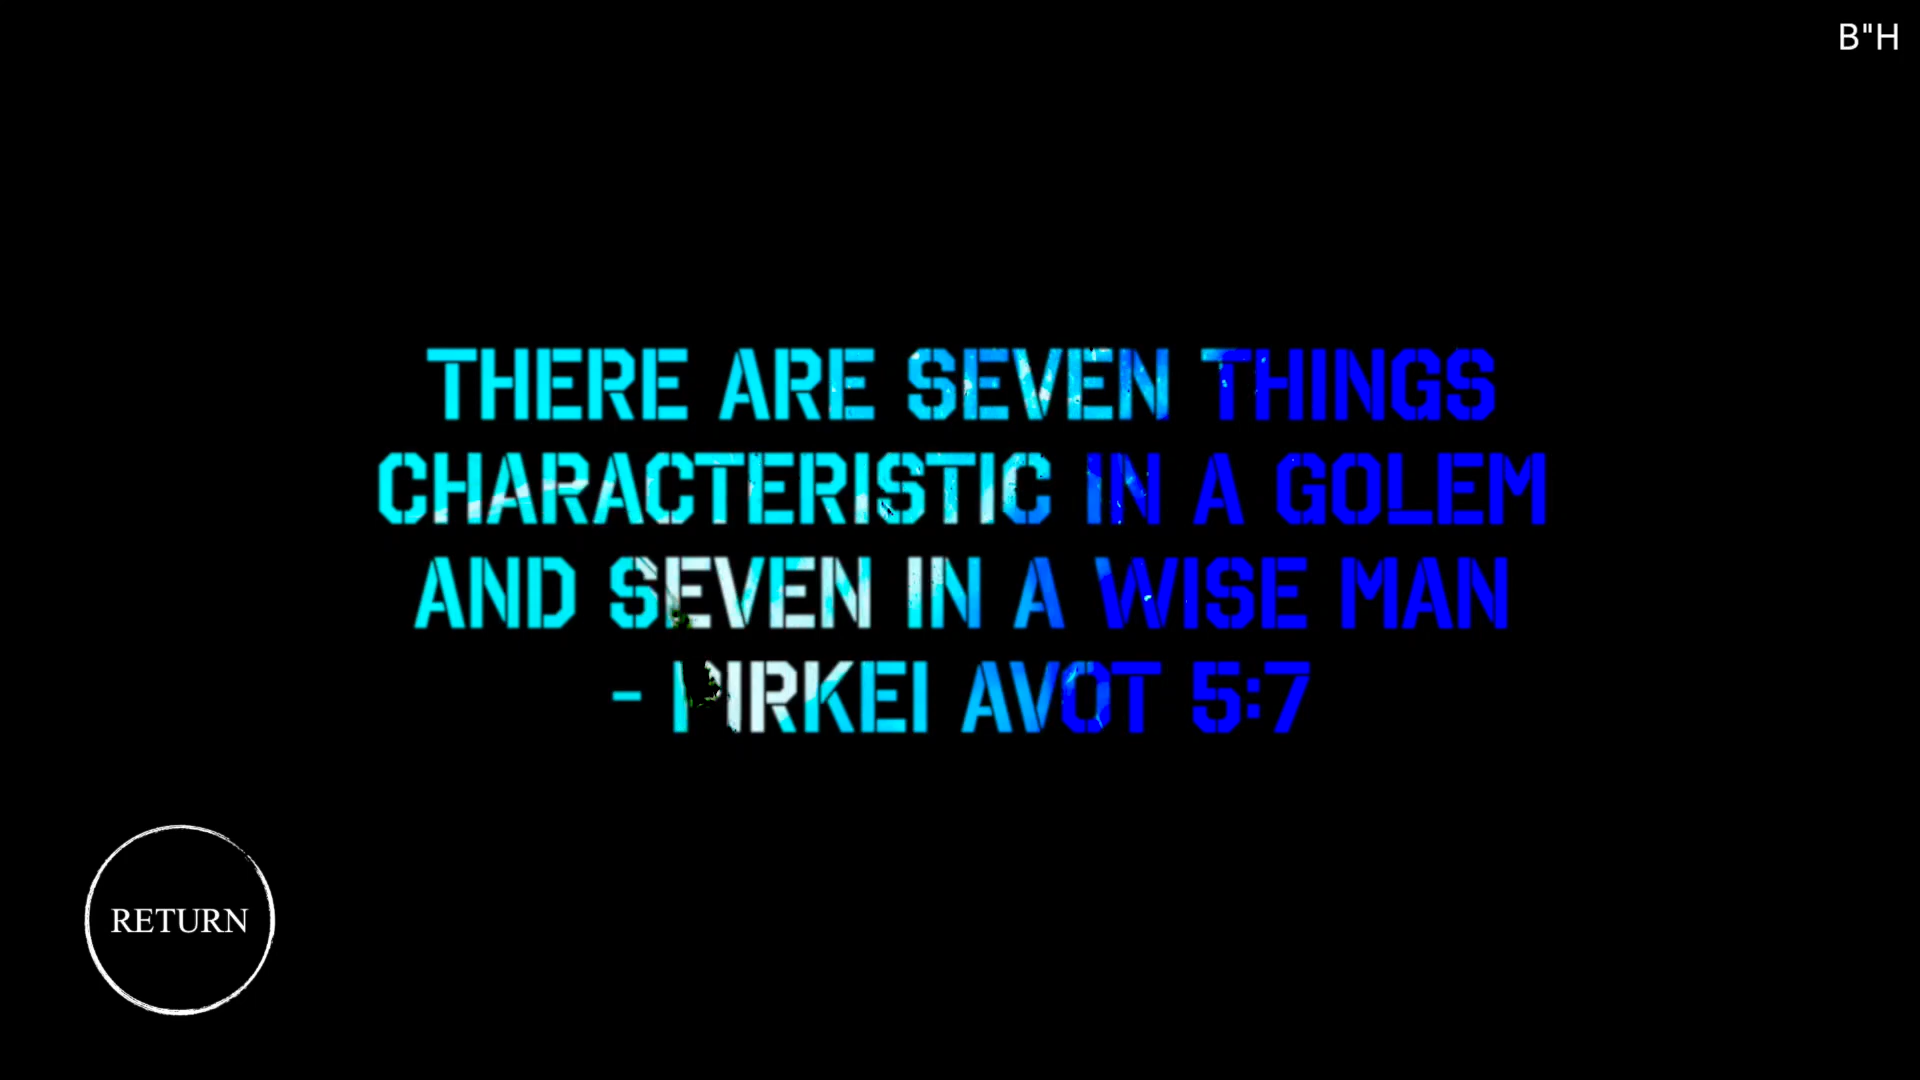 B"H
THERE ARE SEVEN THINGS
CHARACTERISTIC IN A GOLEM
AND SEVEN IN A WISE MAN
- PIRKEI AVOT 5:7
RETURN